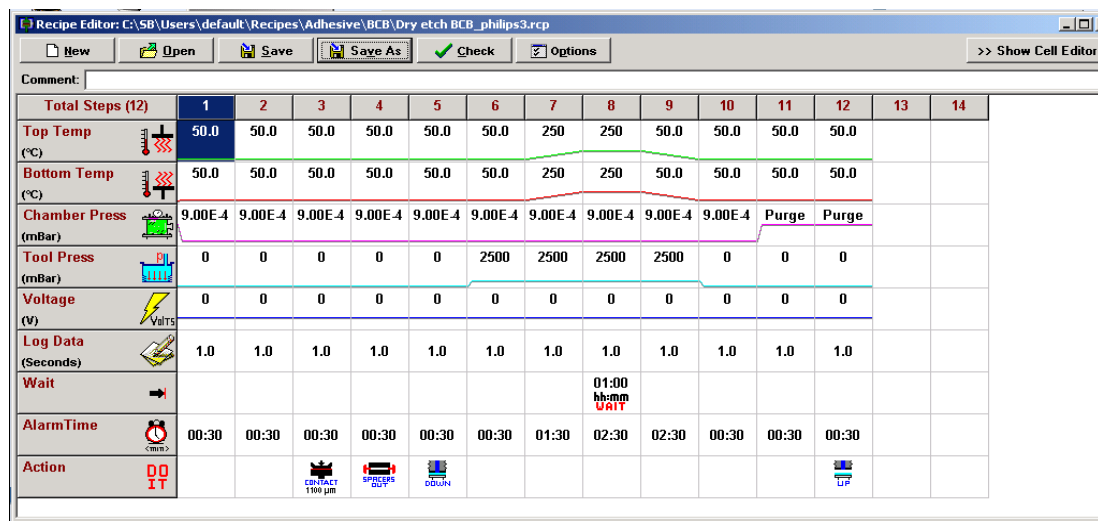 Recipe Editor: C:\SB\Users\default\Recipes\Adhesive\BCB\Dry etch BCB_philips3.rcp
New Open Save Save As Check Options >> Show Cell Editor
Comment:
Total Steps (12) 1 2 3 4 5 6 7 8 9 10 11 12 13 14
Top Temp (°C) 50.0 50.0 50.0 50.0 50.0 50.0 250 250 50.0 50.0 50.0 50.0
Bottom Temp (°C) 50.0 50.0 50.0 50.0 50.0 50.0 250 250 50.0 50.0 50.0 50.0
Chamber Press (mBar) 9.00E-4 9.00E-4 9.00E-4 9.00E-4 9.00E-4 9.00E-4 9.00E-4 9.00E-4 9.00E-4 9.00E-4 Purge Purge
Tool Press (mBar) P 0 0 0 0 0 2500 2500 2500 2500 0 0 0
Voltage (V) VOLTS 0 0 0 0 0 0 0 0 0 0 0 0
Log Data (Seconds) 1.0 1.0 1.0 1.0 1.0 1.0 1.0 1.0 1.0 1.0 1.0 1.0
Wait 01:00 hh:mm WAIT
AlarmTime <mm> 00:30 00:30 00:30 00:30 00:30 00:30 01:30 02:30 02:30 00:30 00:30 00:30
Action DO IT CONTACT 1100 µm SPACERS OUT DOWN UP